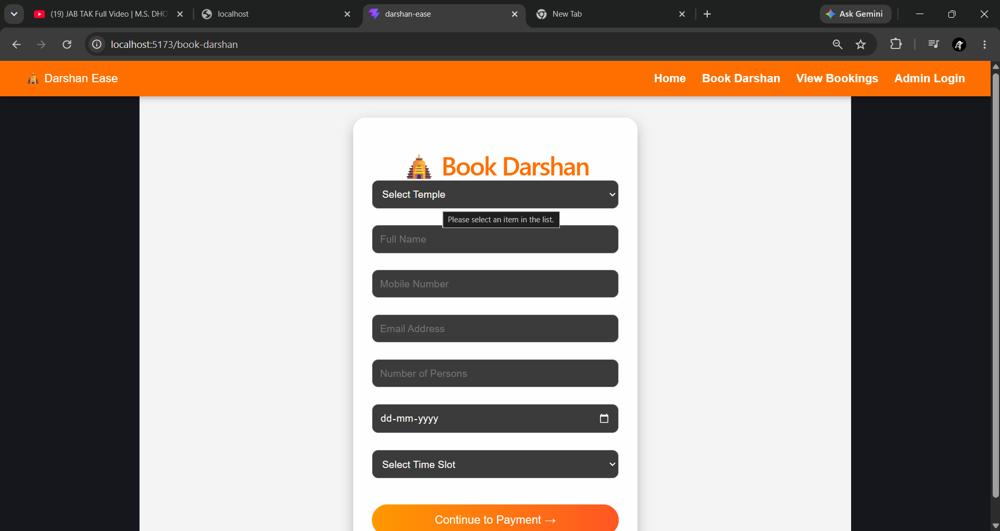 (19) JAB TAK Full Video | M.S. DHO
localhost
darshan-ease
New Tab
Ask Gemini
localhost:5173/book-darshan
Darshan Ease
Home
Book Darshan
View Bookings
Admin Login
Book Darshan
Select Temple
Please select an item in the list.
Full Name
Mobile Number
Email Address
Number of Persons
dd-mm-yyyy
Select Time Slot
Continue to Payment →